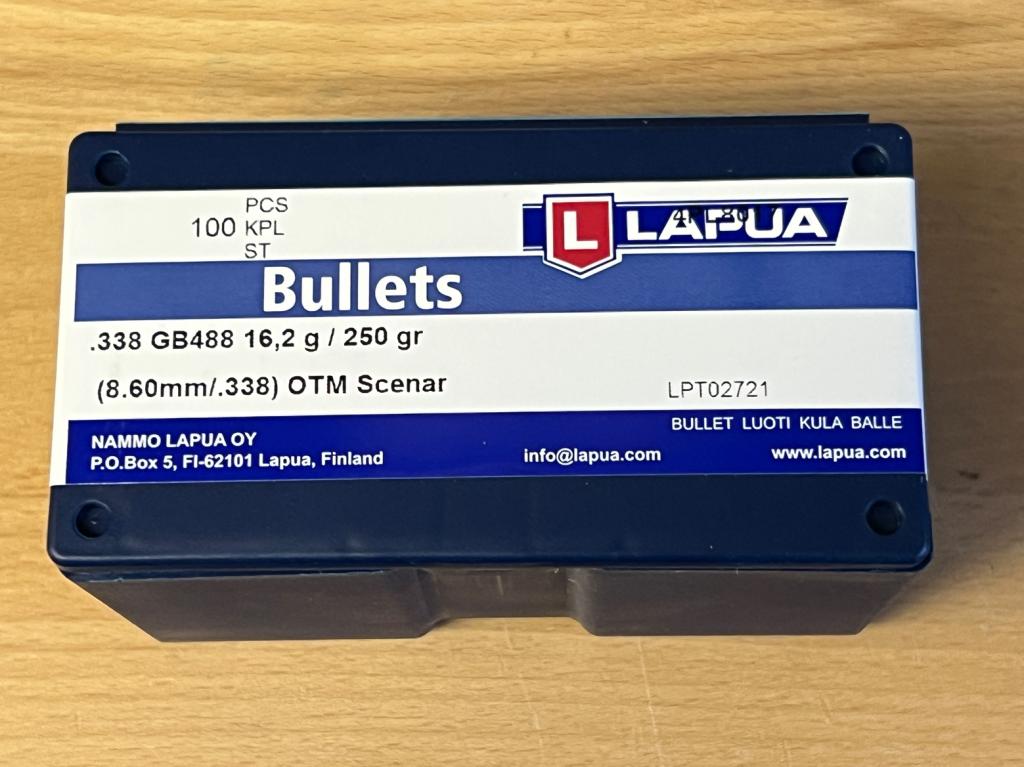 PCS
100 KPL
ST
L LAPUA
Bullets
.338 GB488 16,2 g / 250 gr
(8.60mm/.338) OTM Scenar
LPT02721
BULLET LUOTI KULA BALLE
NAMMO LAPUA OY
P.O.Box 5, FI-62101 Lapua, Finland
info@lapua.com
www.lapua.com